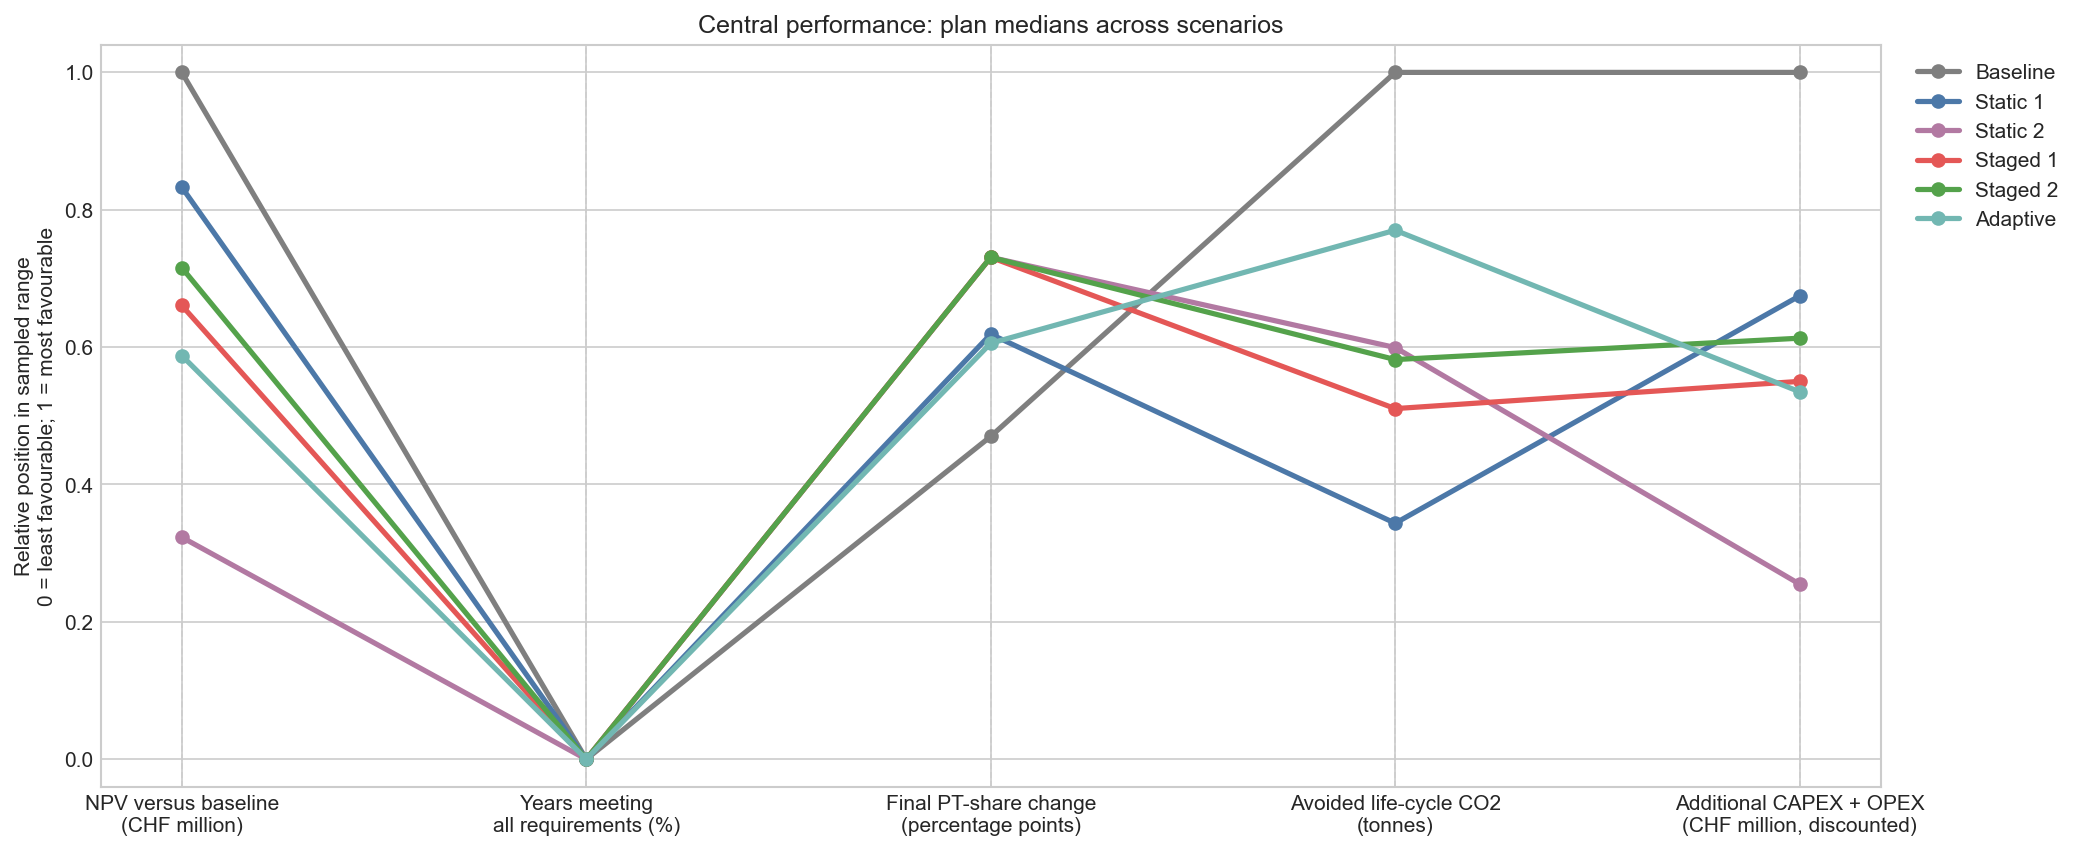 Central performance: plan medians across scenarios
Relative position in sampled range
0 = least favourable; 1 = most favourable
1.0
0.8
0.6
0.4
0.2
0.0
NPV versus baseline
(CHF million)
Years meeting
all requirements (%)
Final PT-share change
(percentage points)
Avoided life-cycle CO2
(tonnes)
Additional CAPEX + OPEX
(CHF million, discounted)
Baseline
Static 1
Static 2
Staged 1
Staged 2
Adaptive